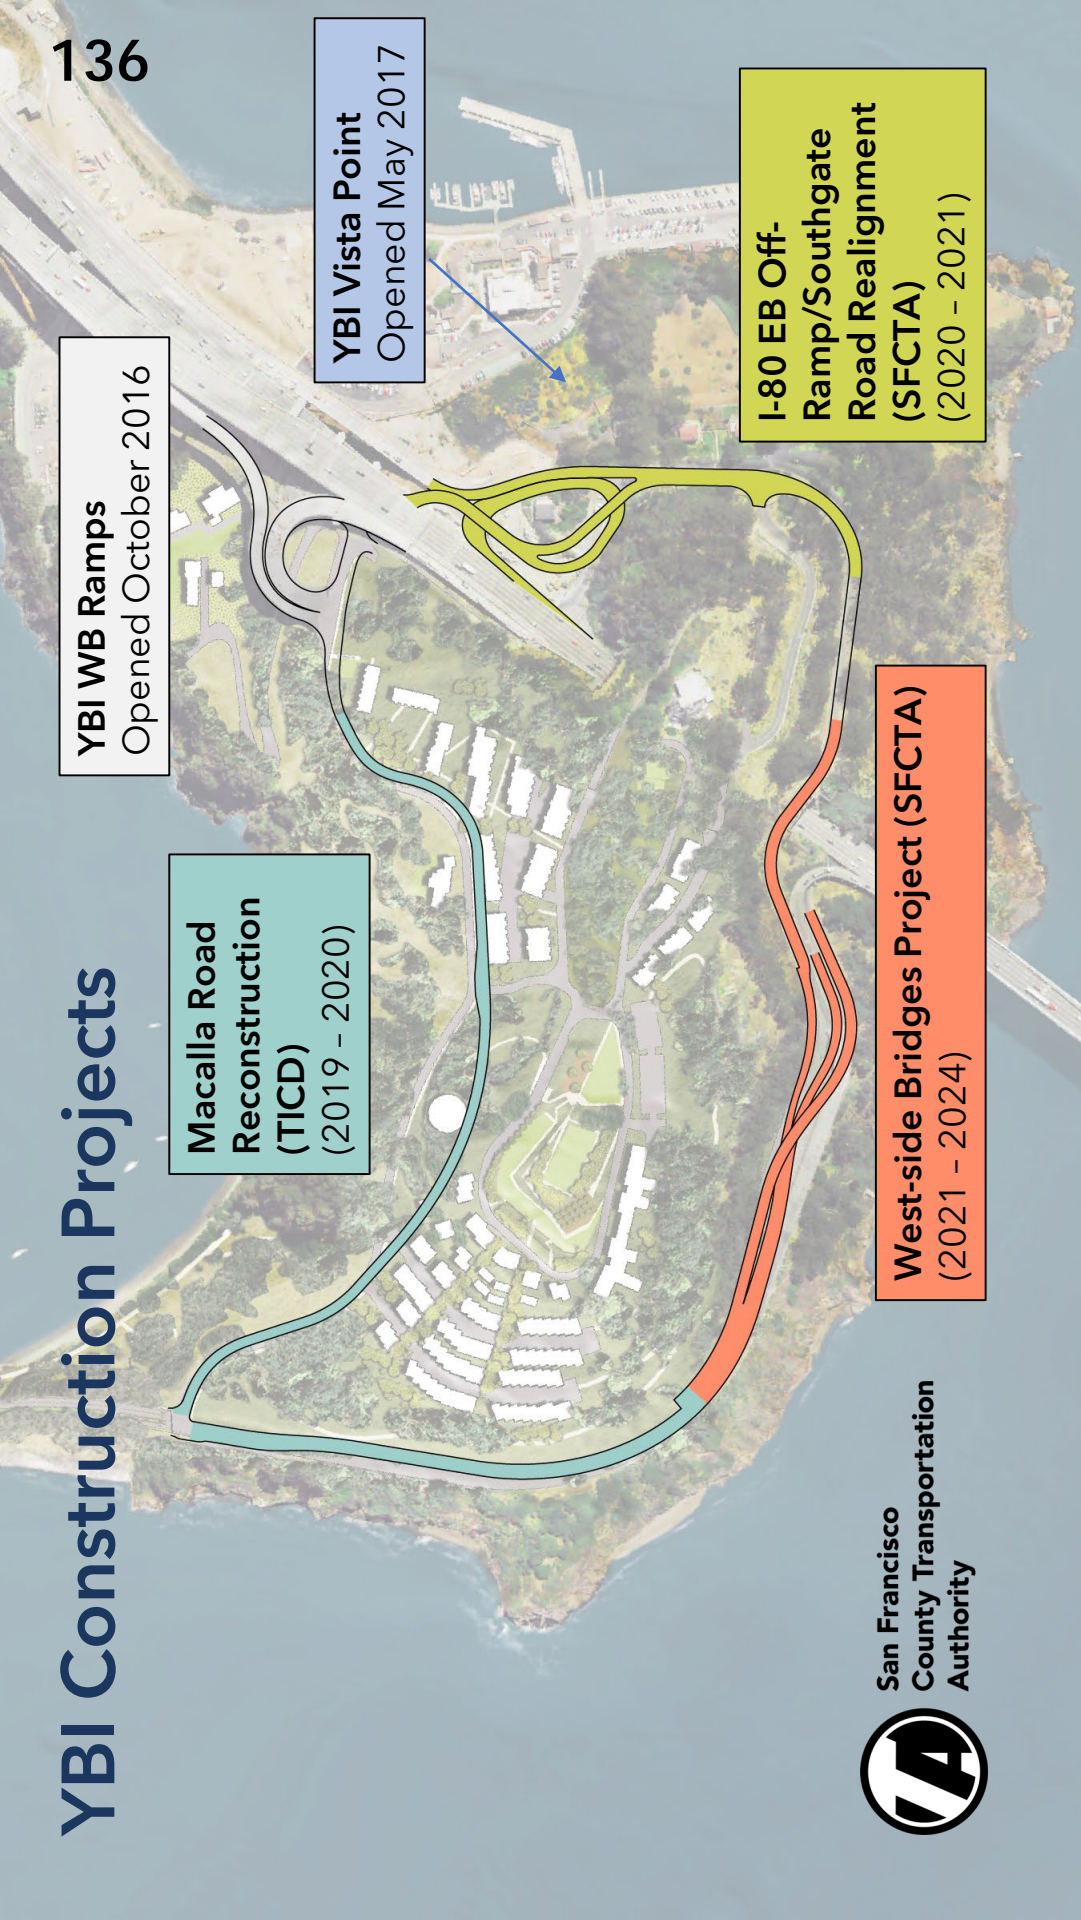 136
YBI Construction Projects
YBI WB Ramps
Opened October 2016
Macalla Road
Reconstruction
(TICD)
(2019 – 2020)
YBI Vista Point
Opened May 2017
I-80 EB Off-
Ramp/Southgate
Road Realignment
(SFCTA)
(2020 – 2021)
West-side Bridges Project (SFCTA)
(2021 – 2024)
San Francisco
County Transportation
Authority